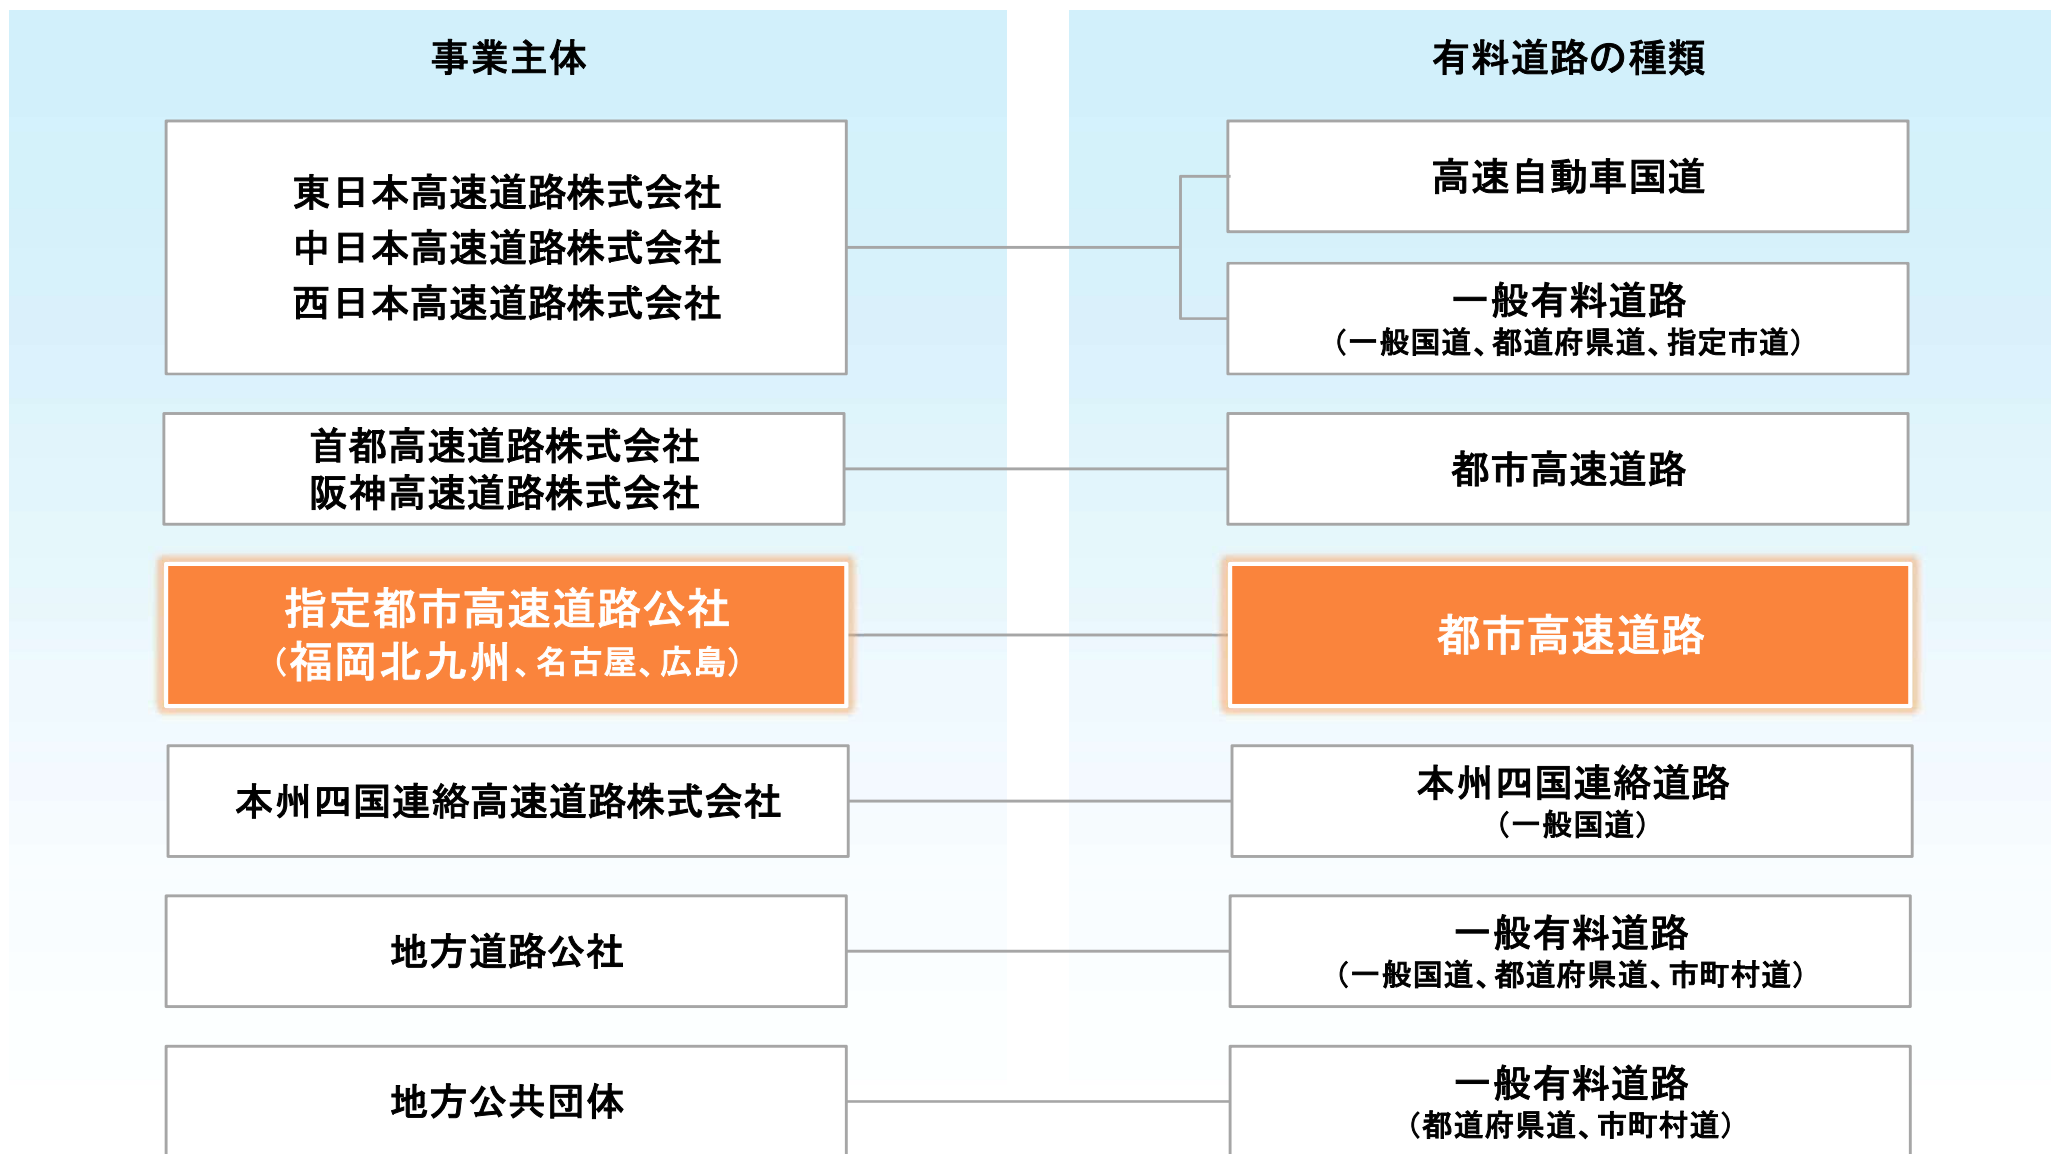 事業主体
有料道路の種類
東日本高速道路株式会社
中日本高速道路株式会社
西日本高速道路株式会社
高速自動車国道
一般有料道路
（一般国道、都道府県道、指定市道）
首都高速道路株式会社
阪神高速道路株式会社
都市高速道路
指定都市高速道路公社
（福岡北九州、名古屋、広島）
都市高速道路
本州四国連絡高速道路株式会社
本州四国連絡道路
（一般国道）
地方道路公社
一般有料道路
（一般国道、都道府県道、市町村道）
地方公共団体
一般有料道路
（都道府県道、市町村道）